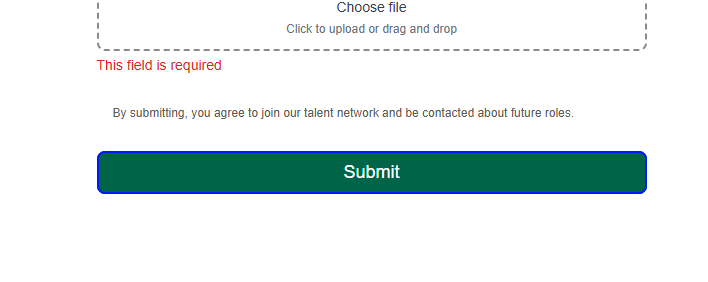 Choose file
Click to upload or drag and drop
This field is required
By submitting, you agree to join our talent network and be contacted about future roles.
Submit